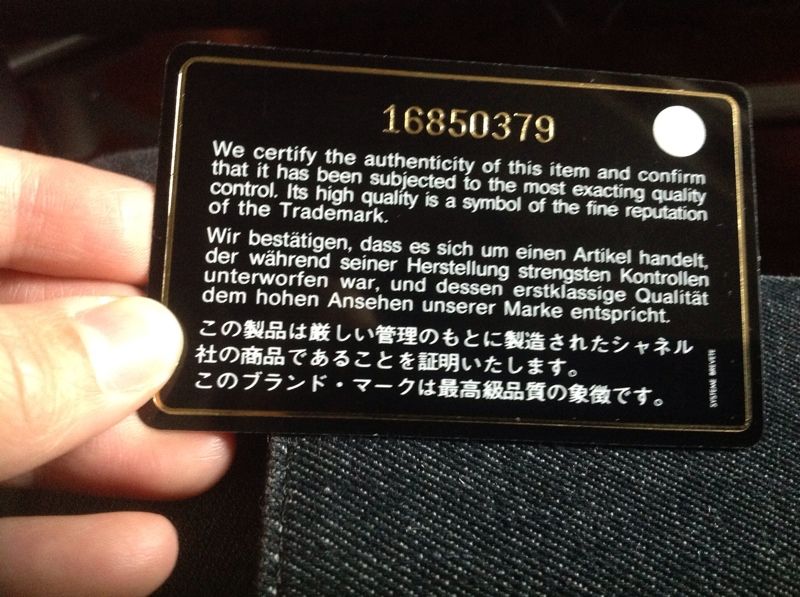 16850379
We certify the authenticity of this item and confirm
that it has been subjected to the most exacting quality
control. Its high quality is a symbol of the fine reputation
of the Trademark.
Wir bestätigen, dass es sich um einen Artikel handelt,
der während seiner Herstellung strengsten Kontrollen
unterworfen war, und dessen erstklassige Qualität
dem hohen Ansehen unserer Marke entspricht.
この製品は厳しい管理のもとに製造されたシャネル
社の商品であることを証明いたします。
このブランド・マークは最高級品質の象徴です。
SYSTEME BREVETE